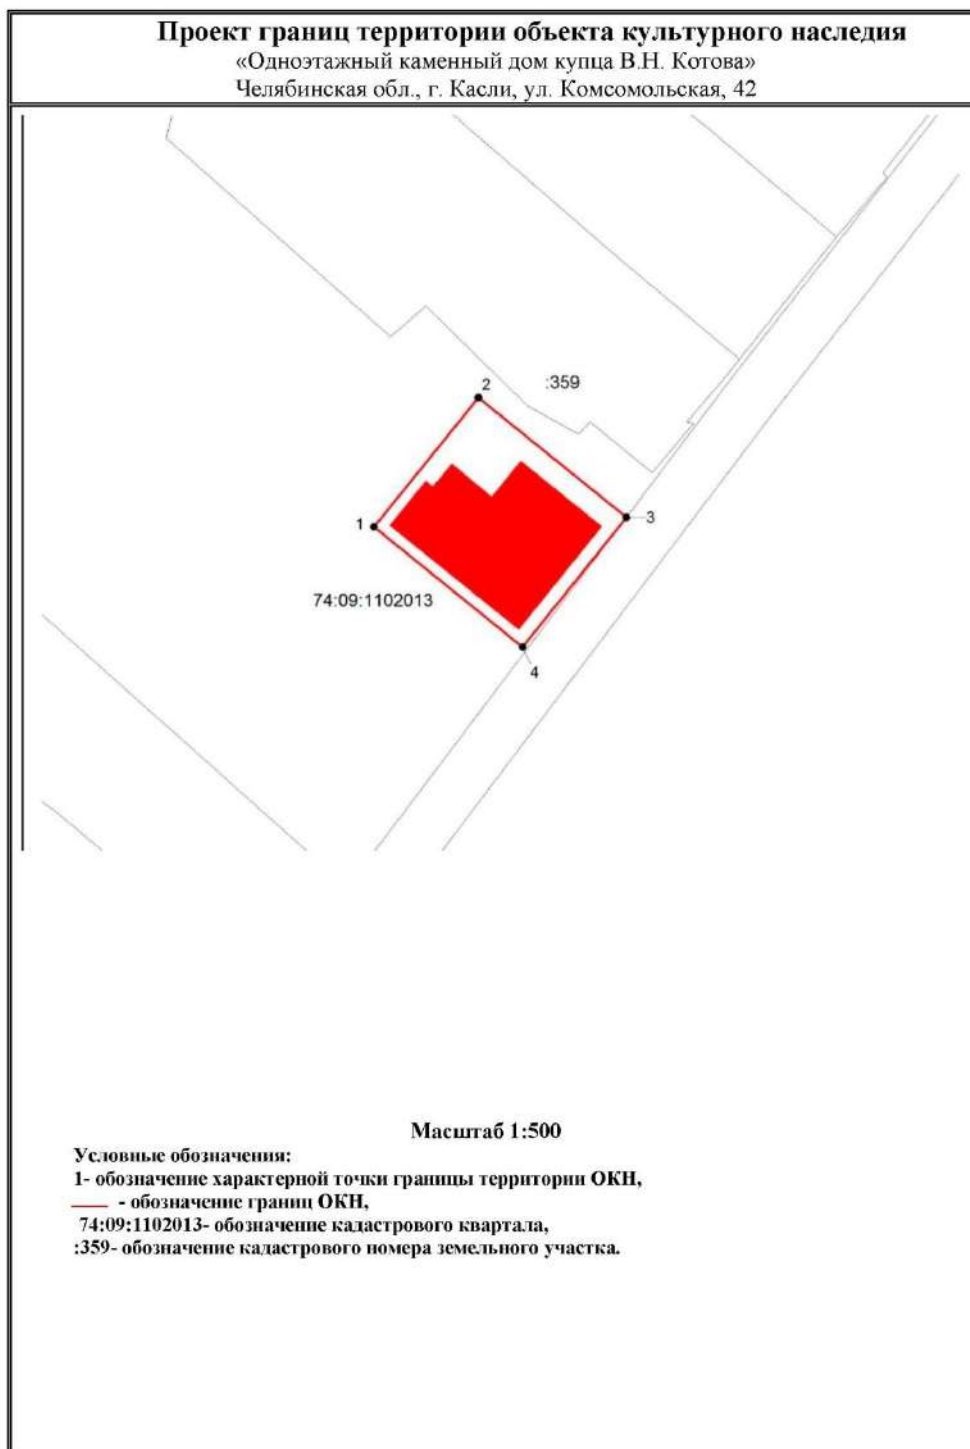 Проект границ территории объекта культурного наследия
«Одноэтажный каменный дом купца В.Н. Котова»
Челябинская обл., г. Касли, ул. Комсомольская, 42
2
:359
1
3
74:09:1102013
4
Масштаб 1:500
Условные обозначения:
1- обозначение характерной точки границы территории ОКН,
- обозначение границ ОКН,
74:09:1102013- обозначение кадастрового квартала,
:359- обозначение кадастрового номера земельного участка.